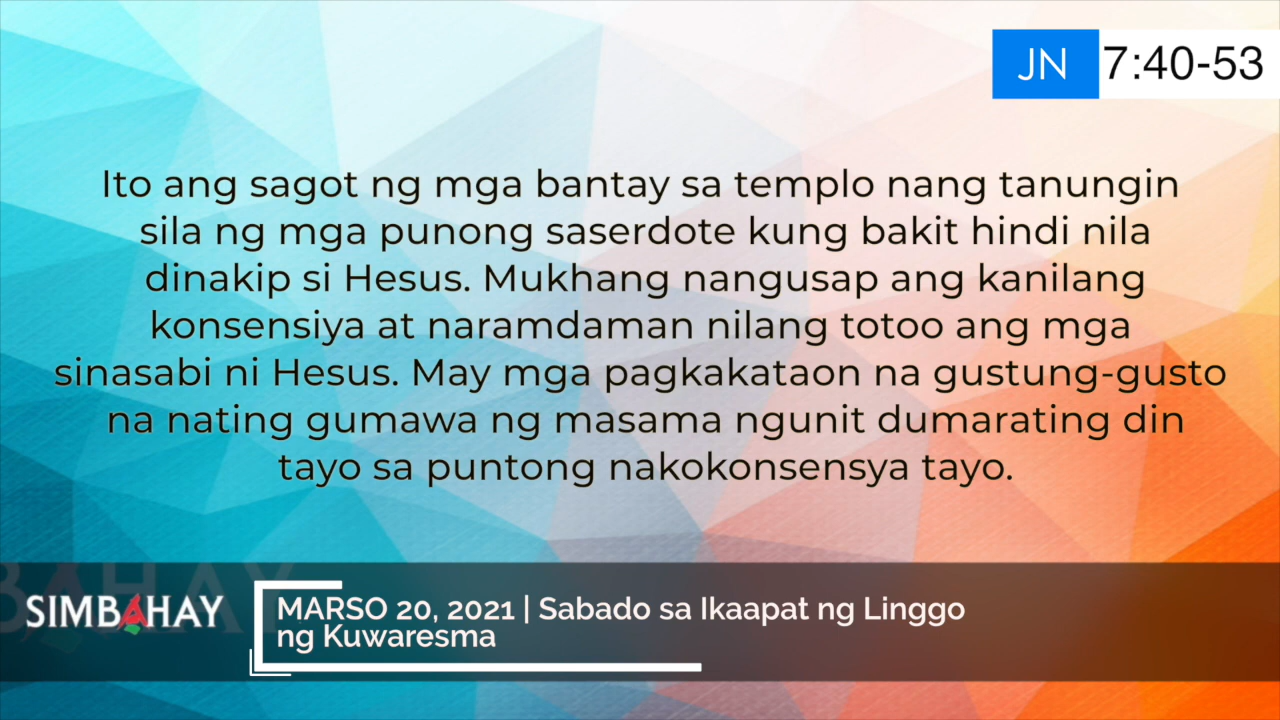 JN 7:40-53
Ito ang sagot ng mga bantay sa templo nang tanungin
sila ng mga punong saserdote kung bakit hindi nila
dinakip si Hesus. Mukhang nangusap ang kanilang
konsensiya at naramdaman nilang totoo ang mga
sinasabi ni Hesus. May mga pagkakataon na gustung-gusto
na nating gumawa ng masama ngunit dumarating din
tayo sa puntong nakokonsensya tayo.
SIMBAHAY
MARSO 20, 2021 | Sabado sa Ikaapat ng Linggo
ng Kuwaresma